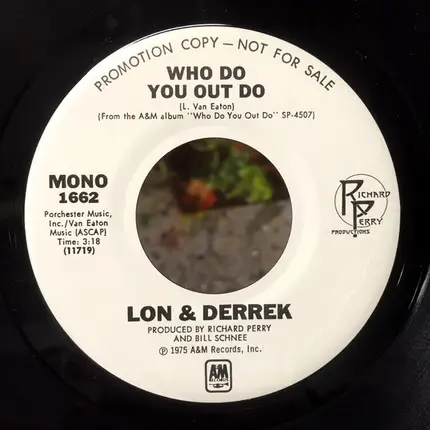 PROMOTION COPY — NOT FOR SALE
WHO DO
YOU OUT DO
(L. Van Eaton)
(From the A&M album "Who Do You Out Do" SP-4507)
MONO
1662
Porchester Music,
Inc./Van Eaton
Music (ASCAP)
Time: 3:18
(11719)
RICHARD
PERRY
PRODUCTIONS
LON & DERREK
PRODUCED BY RICHARD PERRY
AND BILL SCHNEE
℗ 1975 A&M Records, Inc.
A&M
RECORDS